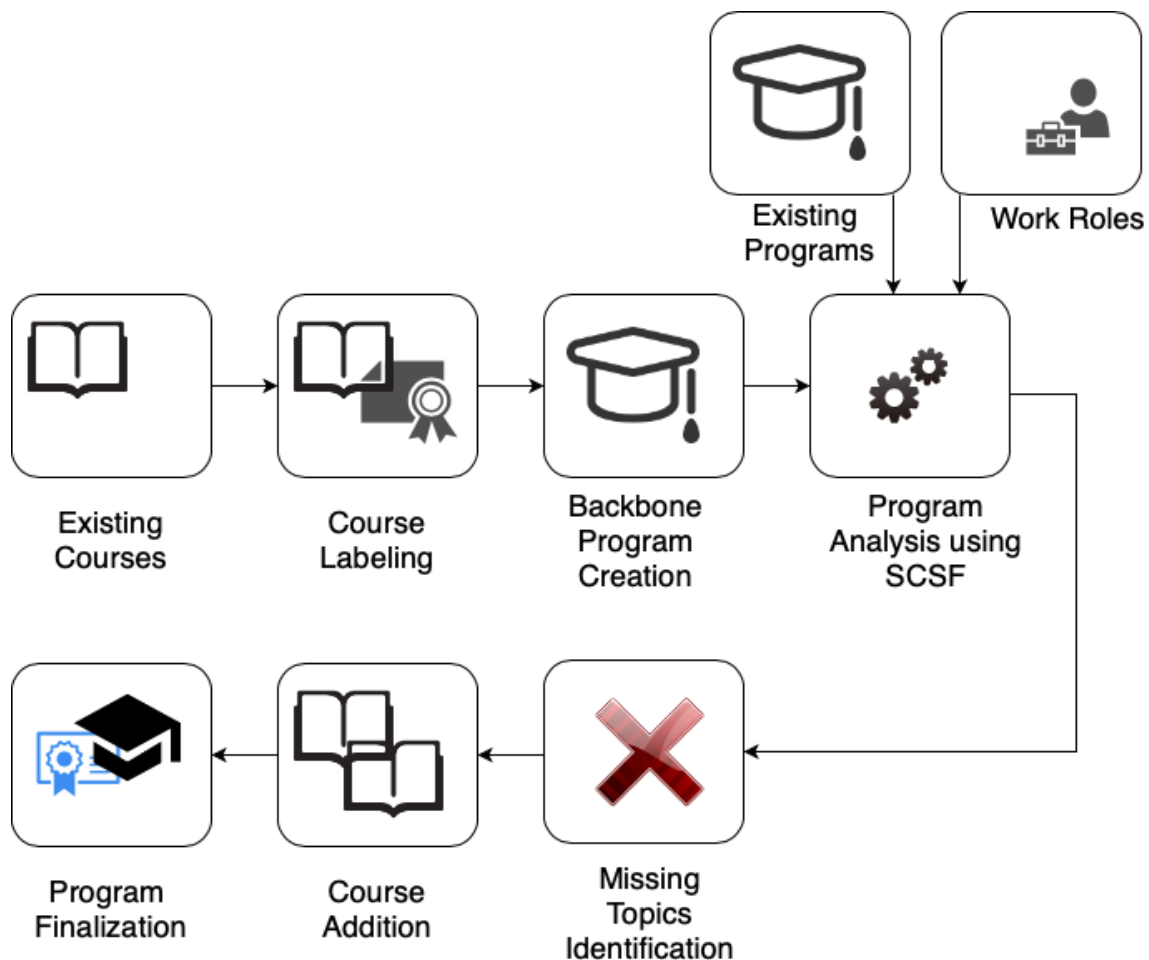 Existing
Programs
Work Roles
Existing
Courses
Course
Labeling
Backbone
Program
Creation
Program
Analysis using
SCSF
Program
Finalization
Course
Addition
Missing
Topics
Identification